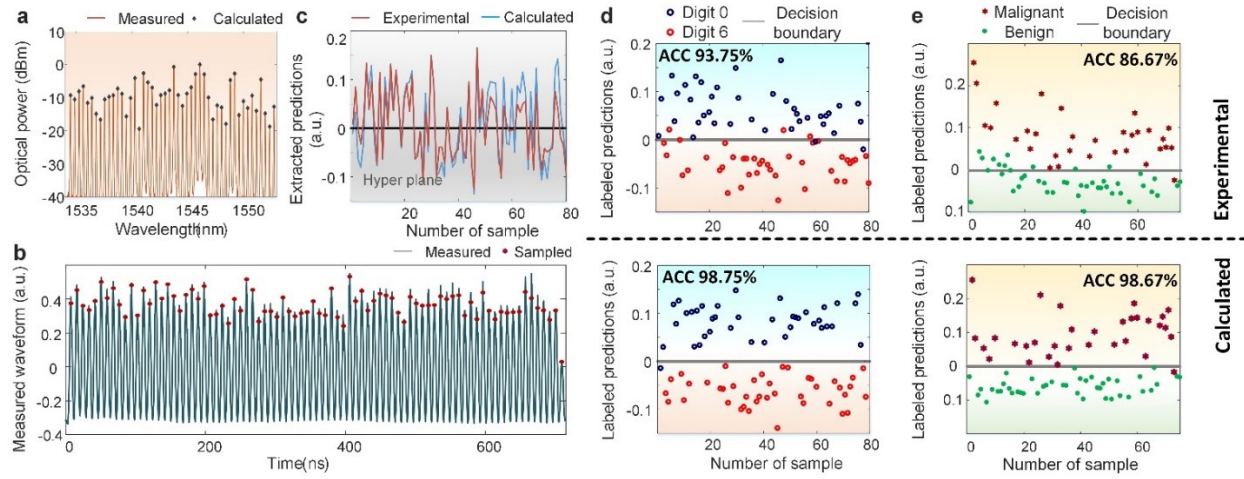 a
Measured
Calculated
Optical power (dBm)
10
0
-10
-20
-30
-40
1535
1540
1545
1550
Wavelength(nm)
b
Measured
Sampled
Measured waveform (a.u.)
0.4
0.2
0
-0.2
-0.4
0
200
400
600
Time(ns)
c
Experimental
Calculated
Extracted predictions
(a.u.)
0.2
0.1
0
-0.1
Hyper plane
0
20
40
60
80
Number of sample
d
Digit 0
Digit 6
Decision
boundary
ACC 93.75%
Labeled predictions (a.u.)
0.2
0.1
0
-0.1
20
40
60
80
ACC 98.75%
Labeled predictions (a.u.)
0.2
0.1
0
-0.1
20
40
60
80
Number of sample
e
Malignant
Benign
Decision
boundary
ACC 86.67%
Labeled predictions (a.u.)
0.2
0.1
0
0.1
0
20
40
60
Experimental
ACC 98.67%
Labeled predictions (a.u.)
0.2
0.1
0
0.1
0
20
40
60
Number of sample
Calculated